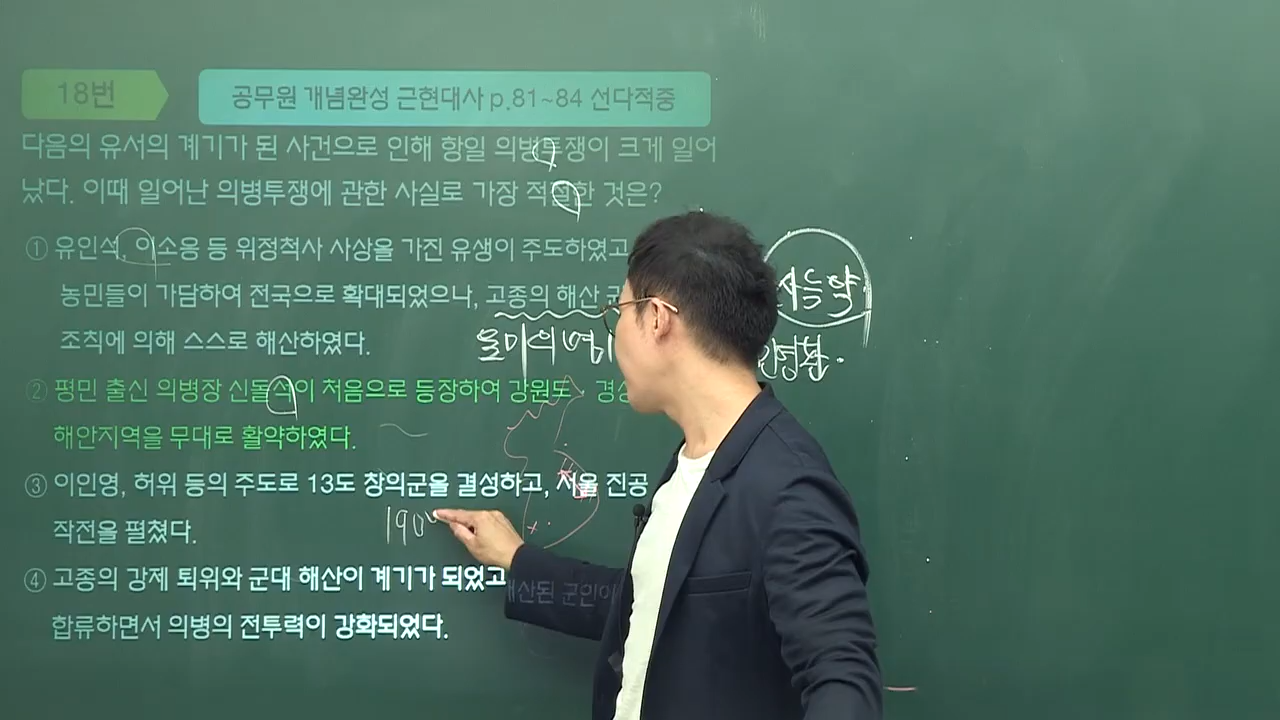 18번
공무원 개념완성 근현대사 p.81~84 선다적중
다음의 유서의 계기가 된 사건으로 인해 항일 의병투쟁이 크게 일어
났다. 이때 일어난 의병투쟁에 관한 사실로 가장 적절한 것은?
① 유인석, 이소응 등 위정척사 사상을 가진 유생이 주도하였고
농민들이 가담하여 전국으로 확대되었으나, 고종의 해산
조칙에 의해 스스로 해산하였다.
을미의병
을사늑약
민영환
② 평민 출신 의병장 신돌석이 처음으로 등장하여 강원도
해안지역을 무대로 활약하였다.
③ 이인영, 허위 등의 주도로 13도 창의군을 결성하고, 서울 진공
작전을 펼쳤다.
190
④ 고종의 강제 퇴위와 군대 해산이 계기가 되었고 해산된 군인이
합류하면서 의병의 전투력이 강화되었다.